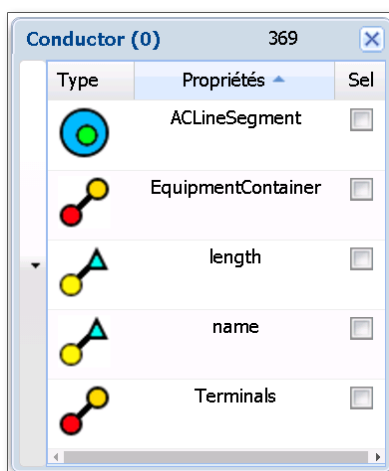 Conductor (0) 369
Type Propriétés Sel
ACLineSegment
EquipmentContainer
length
name
Terminals